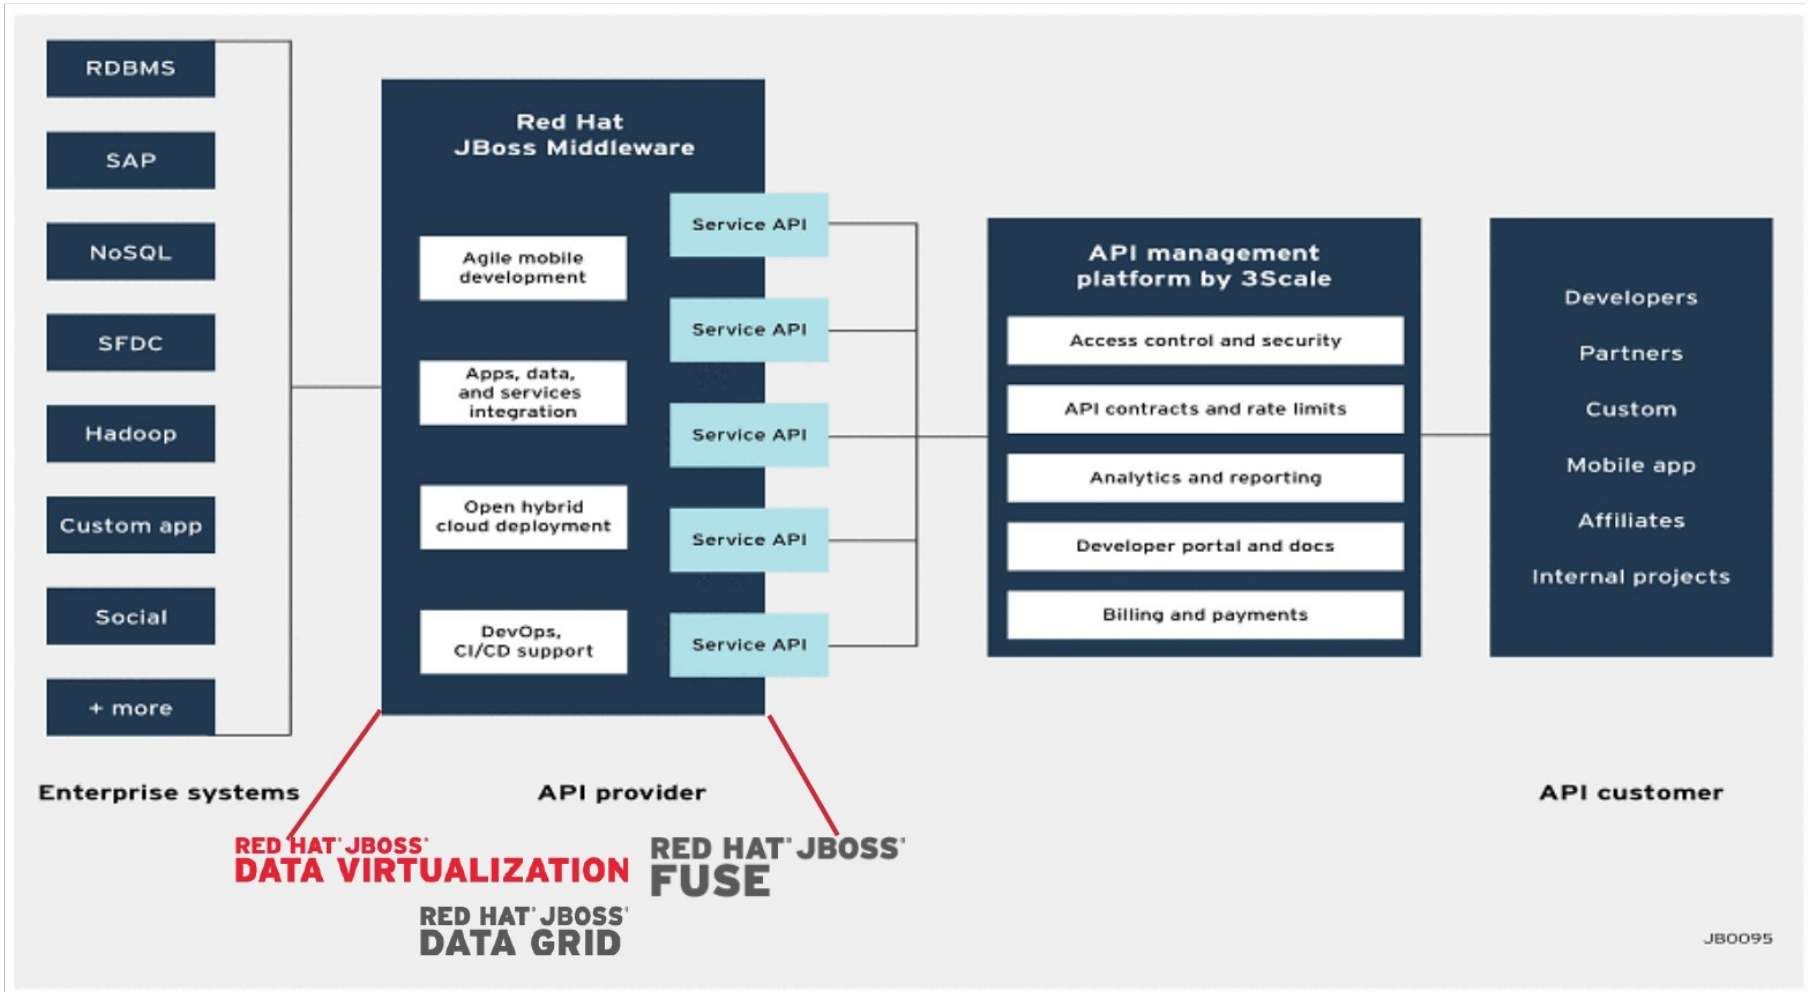 RDBMS
SAP
NoSQL
SFDC
Hadoop
Custom app
Social
+ more
Enterprise systems
Red Hat
JBoss Middleware
Agile mobile
development
Apps, data,
and services
integration
Open hybrid
cloud deployment
DevOps,
CI/CD support
Service API
Service API
Service API
Service API
Service API
API provider
API management
platform by 3Scale
Access control and security
API contracts and rate limits
Analytics and reporting
Developer portal and docs
Billing and payments
Developers
Partners
Custom
Mobile app
Affiliates
Internal projects
API customer
RED HAT® JBOSS®
DATA VIRTUALIZATION
RED HAT® JBOSS®
FUSE
RED HAT® JBOSS®
DATA GRID
JB0095